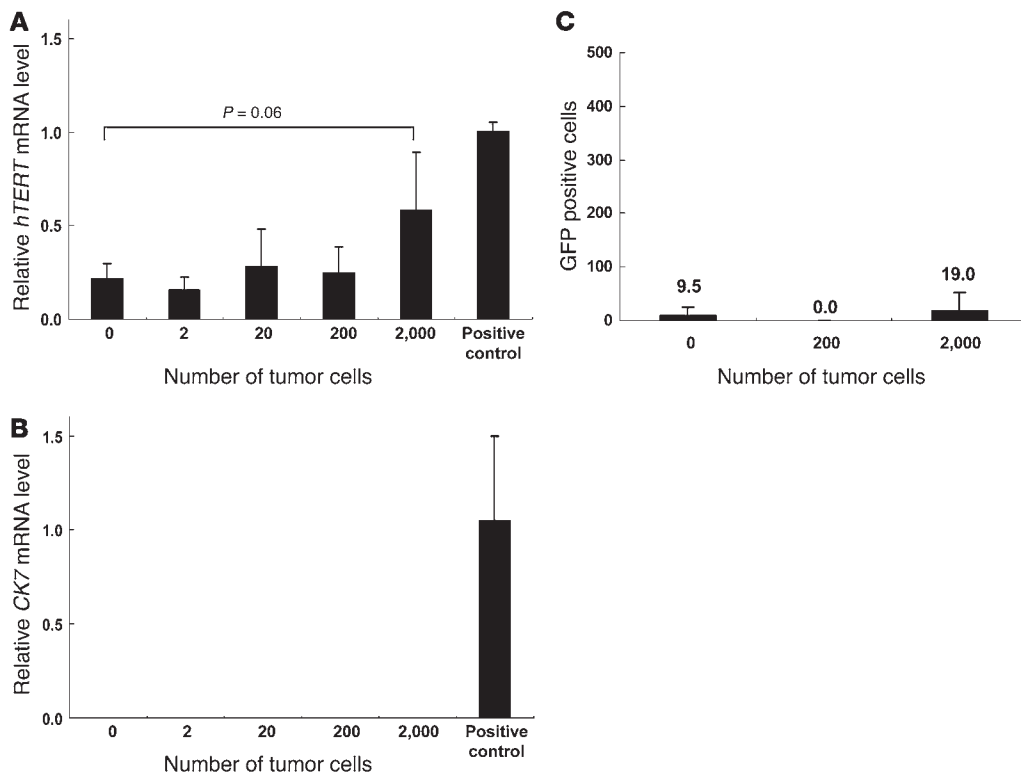 A
Relative hTERT mRNA level
1.5
1.0
0.5
0.0
P = 0.06
0 2 20 200 2,000 Positive control
Number of tumor cells
B
Relative CK7 mRNA level
1.5
1.0
0.5
0.0
0 2 20 200 2,000 Positive control
Number of tumor cells
C
GFP positive cells
500
400
300
200
100
0
9.5
0.0
19.0
0 200 2,000
Number of tumor cells